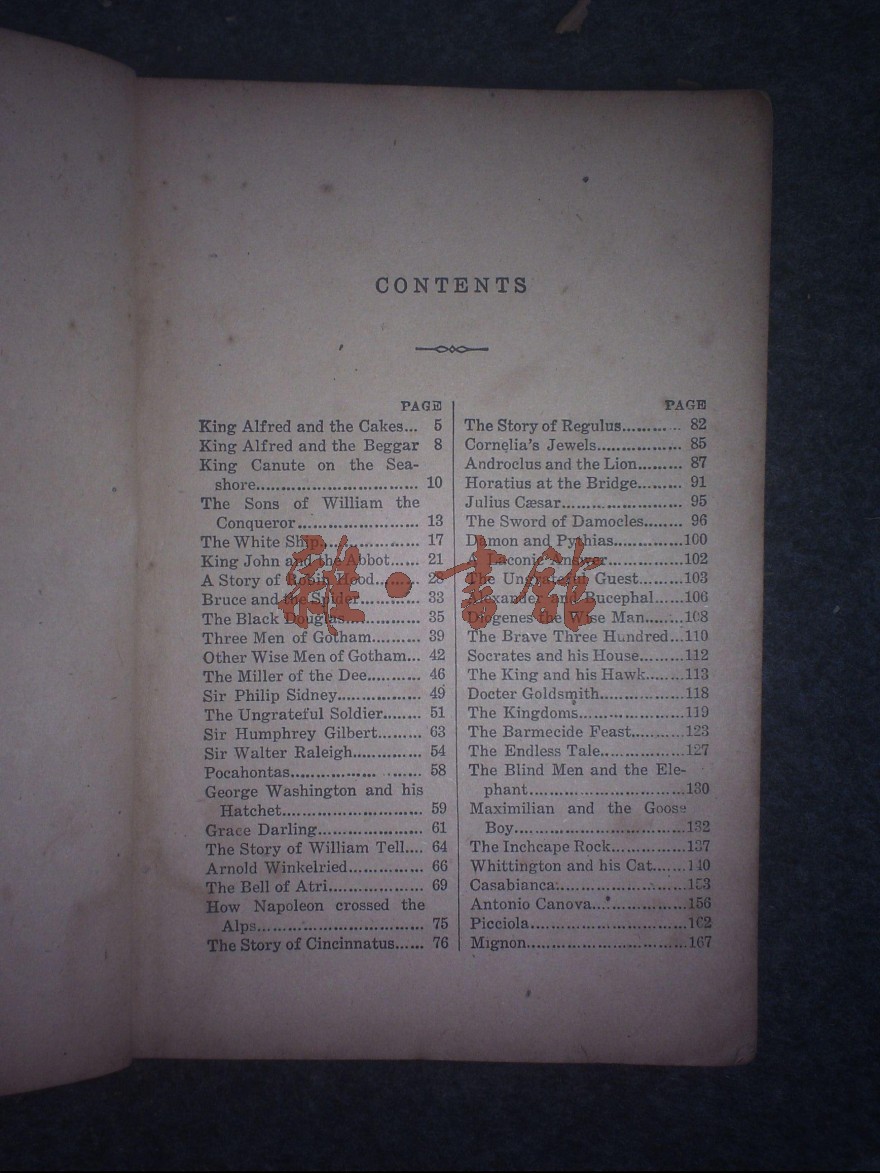 CONTENTS
PAGE
King Alfred and the Cakes... 5
King Alfred and the Beggar 8
King Canute on the Sea-
shore................................ 10
The Sons of William the
Conqueror....................... 13
The White Ship................... 17
King John and the Abbot..... 21
A Story of Robin Hood......... 28
Bruce and the Spider............ 33
The Black Douglas............... 35
Three Men of Gotham.......... 39
Other Wise Men of Gotham... 42
The Miller of the Dee........... 46
Sir Philip Sidney................. 49
The Ungrateful Soldier........ 51
Sir Humphrey Gilbert......... 63
Sir Walter Raleigh.............. 54
Pocahontas......................... 58
George Washington and his
Hatchet........................... 59
Grace Darling..................... 61
The Story of William Tell.... 64
Arnold Winkelried............... 66
The Bell of Atri................... 69
How Napoleon crossed the
Alps................................. 75
The Story of Cincinnatus...... 76
PAGE
The Story of Regulus........... 82
Cornelia's Jewels................. 85
Androclus and the Lion......... 87
Horatius at the Bridge......... 91
Julius Cæsar....................... 95
The Sword of Damocles........ 96
Damon and Pythias.............100
A Laconic Answer...............102
The Ungrateful Guest.........103
Alexander and Bucephal......106
Diogenes the Wise Man.......108
The Brave Three Hundred...110
Socrates and his House.........112
The King and his Hawk.......113
Docter Goldsmith................118
The Kingdoms.....................119
The Barmecide Feast...........123
The Endless Tale.................127
The Blind Men and the Ele-
phant...............................130
Maximilian and the Goose
Boy..................................132
The Inchcape Rock..............137
Whittington and his Cat.......140
Casabianca.........................153
Antonio Canova...................156
Picciola...............................162
Mignon................................167
雜·書館